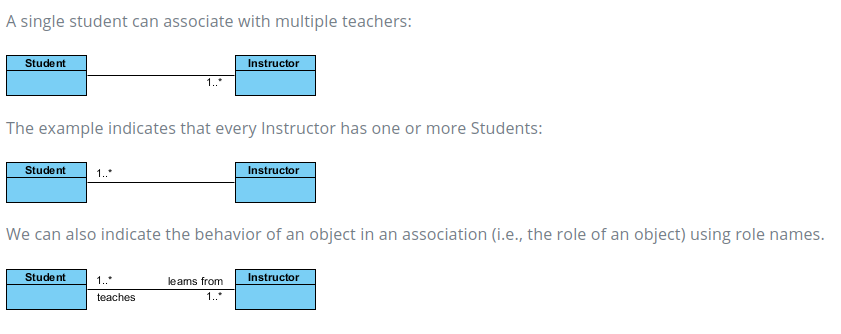 A single student can associate with multiple teachers:
Student Instructor
1..*
The example indicates that every Instructor has one or more Students:
Student 1..* Instructor
We can also indicate the behavior of an object in an association (i.e., the role of an object) using role names.
Student 1..* learns from Instructor
teaches 1..*